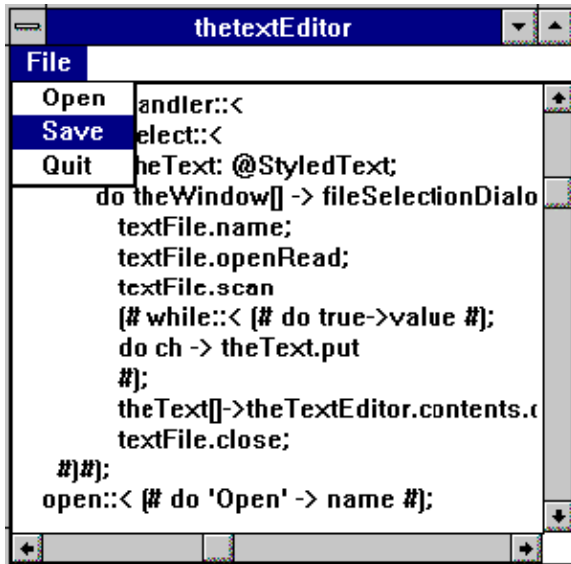 thetextEditor
File
Open
Save
Quit
andler::<
elect::<
heText: @StyledText;
do theWindow[] -> fileSelectionDialo
textFile.name;
textFile.openRead;
textFile.scan
(# while::< (# do true->value #);
do ch -> theText.put
#);
theText[]->theTextEditor.contents.
textFile.close;
#)#);
open::< (# do 'Open' -> name #);